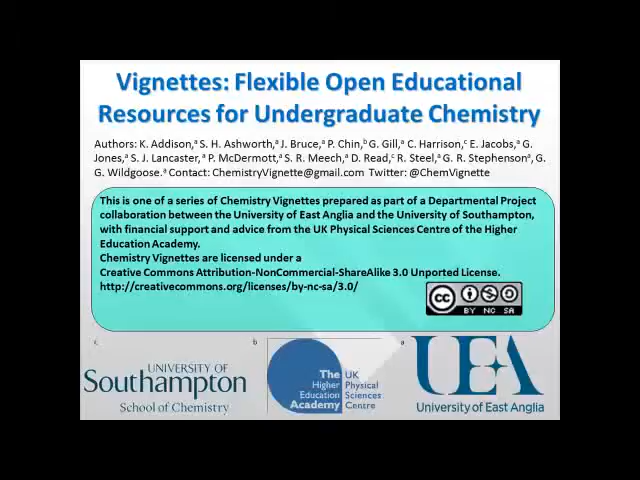 Vignettes: Flexible Open Educational
Resources for Undergraduate Chemistry
Authors: K. Addison,ᵃ S. H. Ashworth,ᵃ J. Bruce,ᵃ P. Chin,ᵇ G. Gill,ᵃ C. Harrison,ᶜ E. Jacobs,ᵃ G.
Jones,ᵃ S. J. Lancaster,ᵃ P. McDermott,ᵃ S. R. Meech,ᵃ D. Read,ᶜ R. Steel,ᵃ G. R. Stephensonᵃ, G.
G. Wildgoose.ᵃ Contact: ChemistryVignette@gmail.com Twitter: @ChemVignette
This is one of a series of Chemistry Vignettes prepared as part of a Departmental Project
collaboration between the University of East Anglia and the University of Southampton,
with financial support and advice from the UK Physical Sciences Centre of the Higher
Education Academy.
Chemistry Vignettes are licensed under a
Creative Commons Attribution-NonCommercial-ShareAlike 3.0 Unported License.
http://creativecommons.org/licenses/by-nc-sa/3.0/
cc
BY NC SA
c
UNIVERSITY OF
Southampton
School of Chemistry
b
The
Higher
Education
Academy
UK
Physical
Sciences
Centre
a
UEA
University of East Anglia